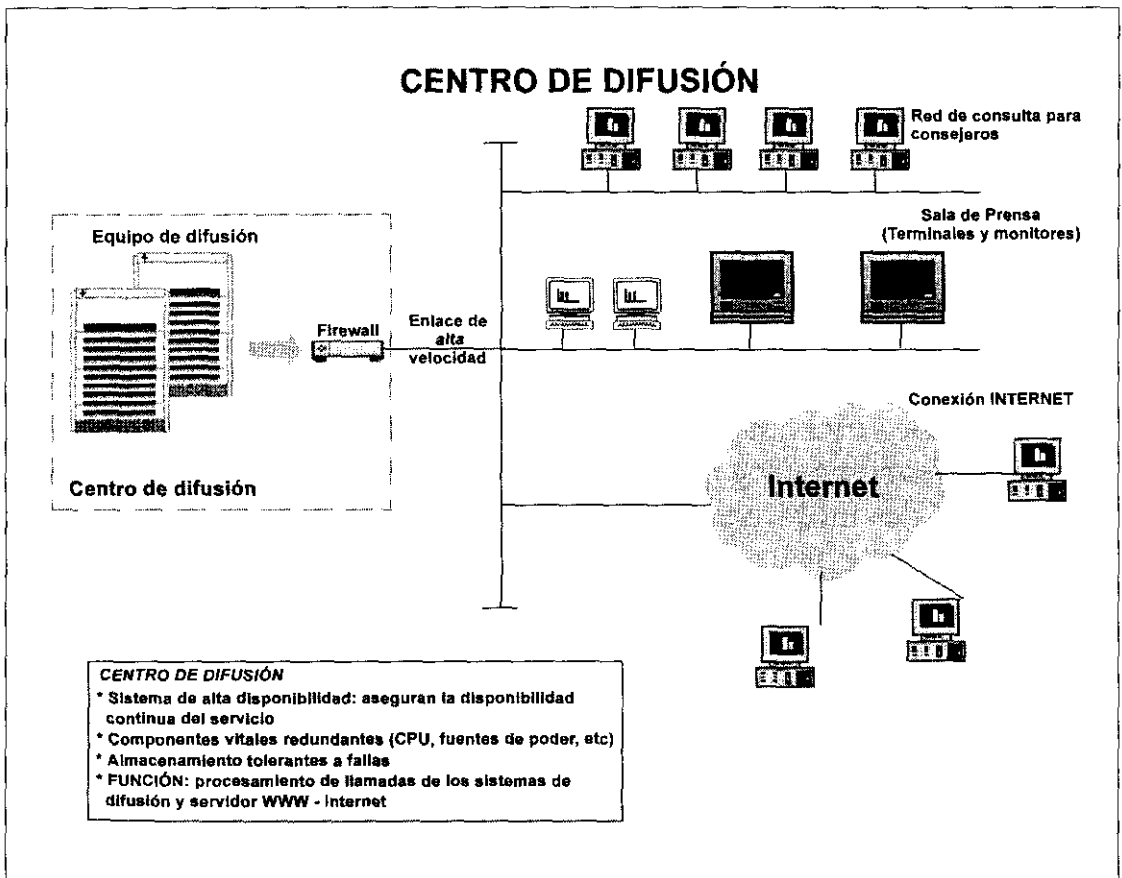 CENTRO DE DIFUSIÓN
Red de consulta para
consejeros
Sala de Prensa
(Terminales y monitores)
Equipo de difusión
Firewall
Enlace de
alta
velocidad
Centro de difusión
Conexión INTERNET
Internet
CENTRO DE DIFUSIÓN
* Sistema de alta disponibilidad: aseguran la disponibilidad
continua del servicio
* Componentes vitales redundantes (CPU, fuentes de poder, etc)
* Almacenamiento tolerantes a fallas
* FUNCIÓN: procesamiento de llamadas de los sistemas de
difusión y servidor WWW - Internet